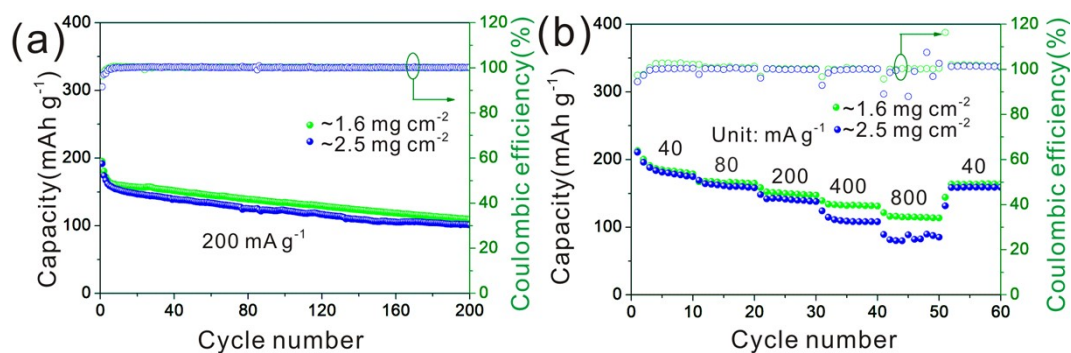 (a)
Capacity(mAh g⁻¹)
400
300
200
100
0
~1.6 mg cm⁻²
~2.5 mg cm⁻²
200 mA g⁻¹
0 40 80 120 160 200
Cycle number
120
100
80
60
40
20
0
Coulombic efficiency(%)
(b)
Capacity(mAh g⁻¹)
400
300
200
100
0
~1.6 mg cm⁻²
Unit: mA g⁻¹
~2.5 mg cm⁻²
40 80 200 400 800 40
0 10 20 30 40 50 60
Cycle number
120
100
80
60
40
20
0
Coulombic efficiency(%)